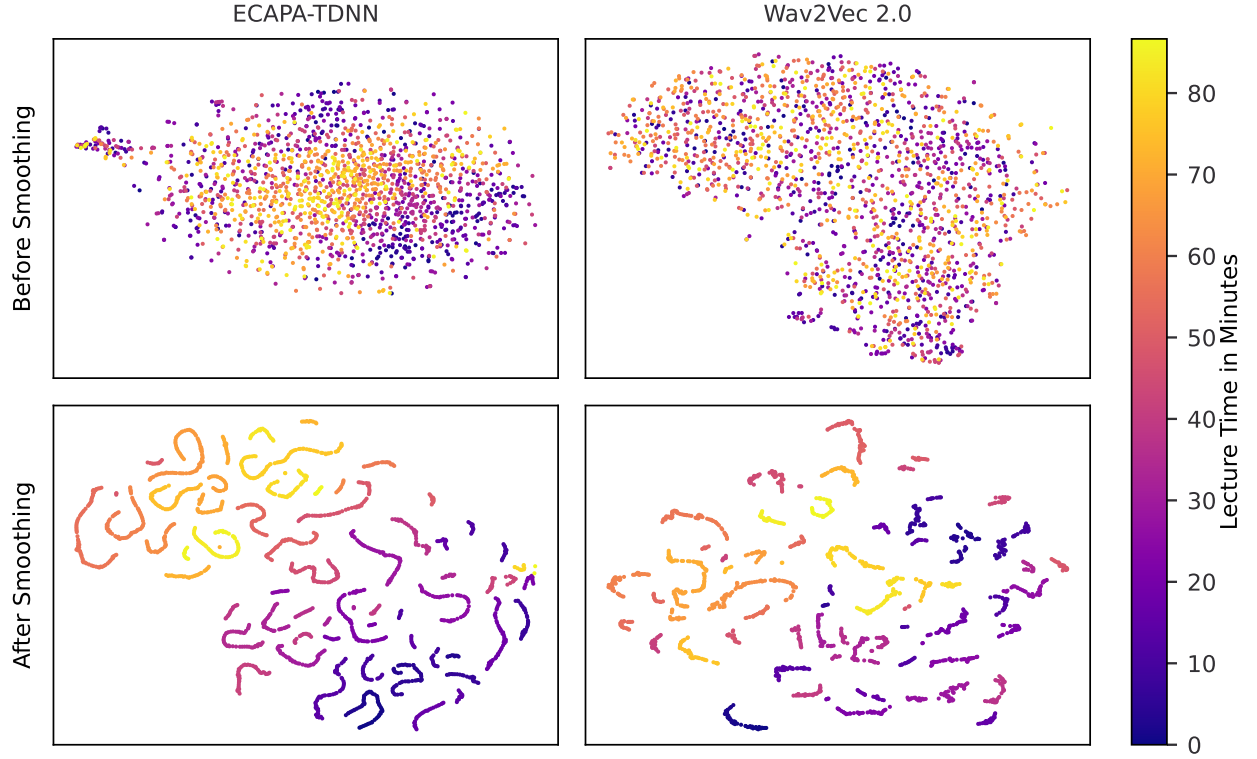 ECAPA-TDNN
Wav2Vec 2.0
Before Smoothing
After Smoothing
80
70
60
50
40
30
20
10
0
Lecture Time in Minutes